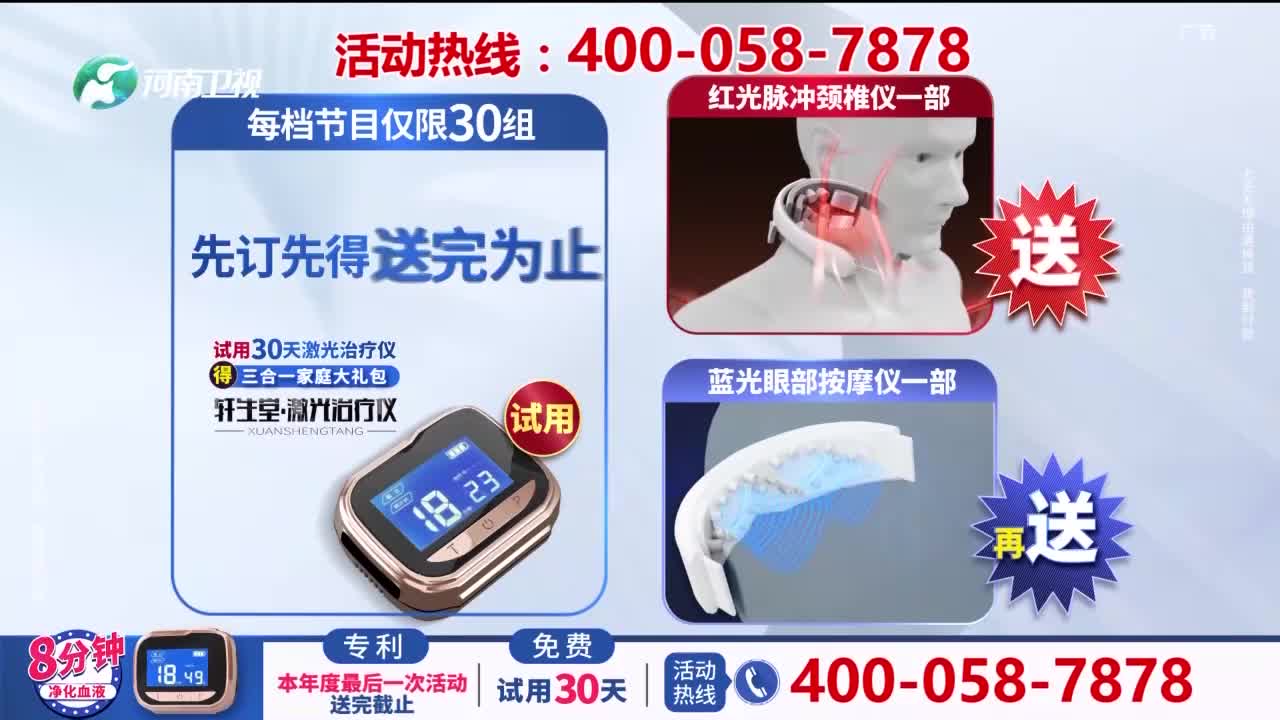 活动热线：400-058-7878
广告
河南卫视
每档节目仅限30组
先订先得送完为止
试用30天激光治疗仪
得 三合一家庭大礼包
轩生堂·激光治疗仪
XUANSHENGTANG
试用
18 23
红光脉冲颈椎仪一部
送
蓝光眼部按摩仪一部
再送
8分钟
净化血液
18 49
专利
本年度最后一次活动
送完截止
免费
试用30天
活动
热线
400-058-7878